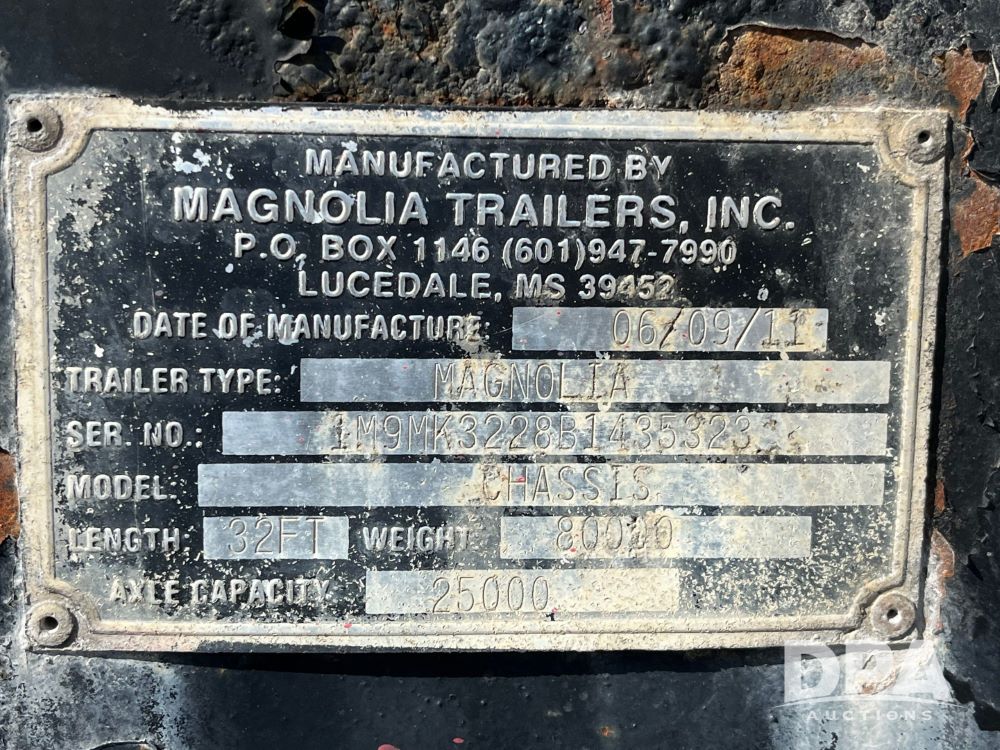 MANUFACTURED BY
MAGNOLIA TRAILERS, INC.
P.O. BOX 1146 (601)947-7990
LUCEDALE, MS 39452
DATE OF MANUFACTURE 06/09/11
TRAILER TYPE: MAGNOLIA
SER. NO.: 1M9MK3228B1435323
MODEL: CHASSIS
LENGTH: 32FT WEIGHT 80000
AXLE CAPACITY 25000
DPA
AUCTIONS